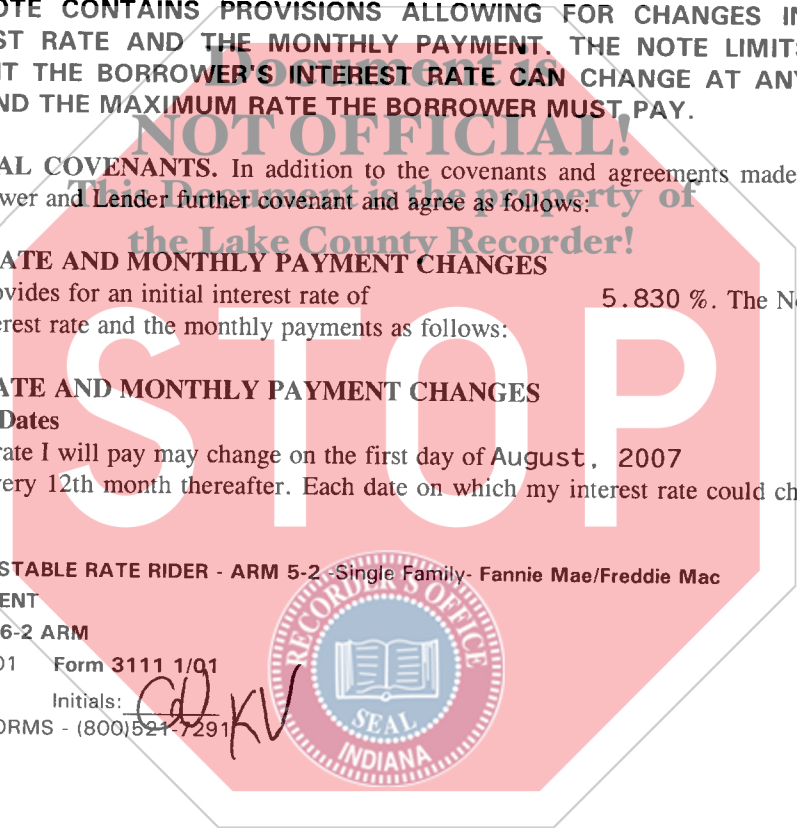 OTE CONTAINS PROVISIONS ALLOWING FOR CHANGES IN
ST RATE AND THE MONTHLY PAYMENT. THE NOTE LIMITS
Document is
NT THE BORROWER'S INTEREST RATE CAN CHANGE AT ANY
ND THE MAXIMUM RATE THE BORROWER MUST PAY.
NOT OFFICIAL!
AL COVENANTS. In addition to the covenants and agreements made
This Document is the property of
wer and Lender further covenant and agree as follows:
the Lake County Recorder!
ATE AND MONTHLY PAYMENT CHANGES
ovides for an initial interest rate of 5.830 %. The No
erest rate and the monthly payments as follows:
STOP
ATE AND MONTHLY PAYMENT CHANGES
Dates
rate I will pay may change on the first day of August, 2007
very 12th month thereafter. Each date on which my interest rate could ch
STABLE RATE RIDER - ARM 5-2 -Single Family- Fannie Mae/Freddie Mac
ENT
6-2 ARM
01 Form 3111 1/01
Initials: KV
ORMS - (800)521-7291
RECORDER'S OFFICE
SEAL
INDIANA